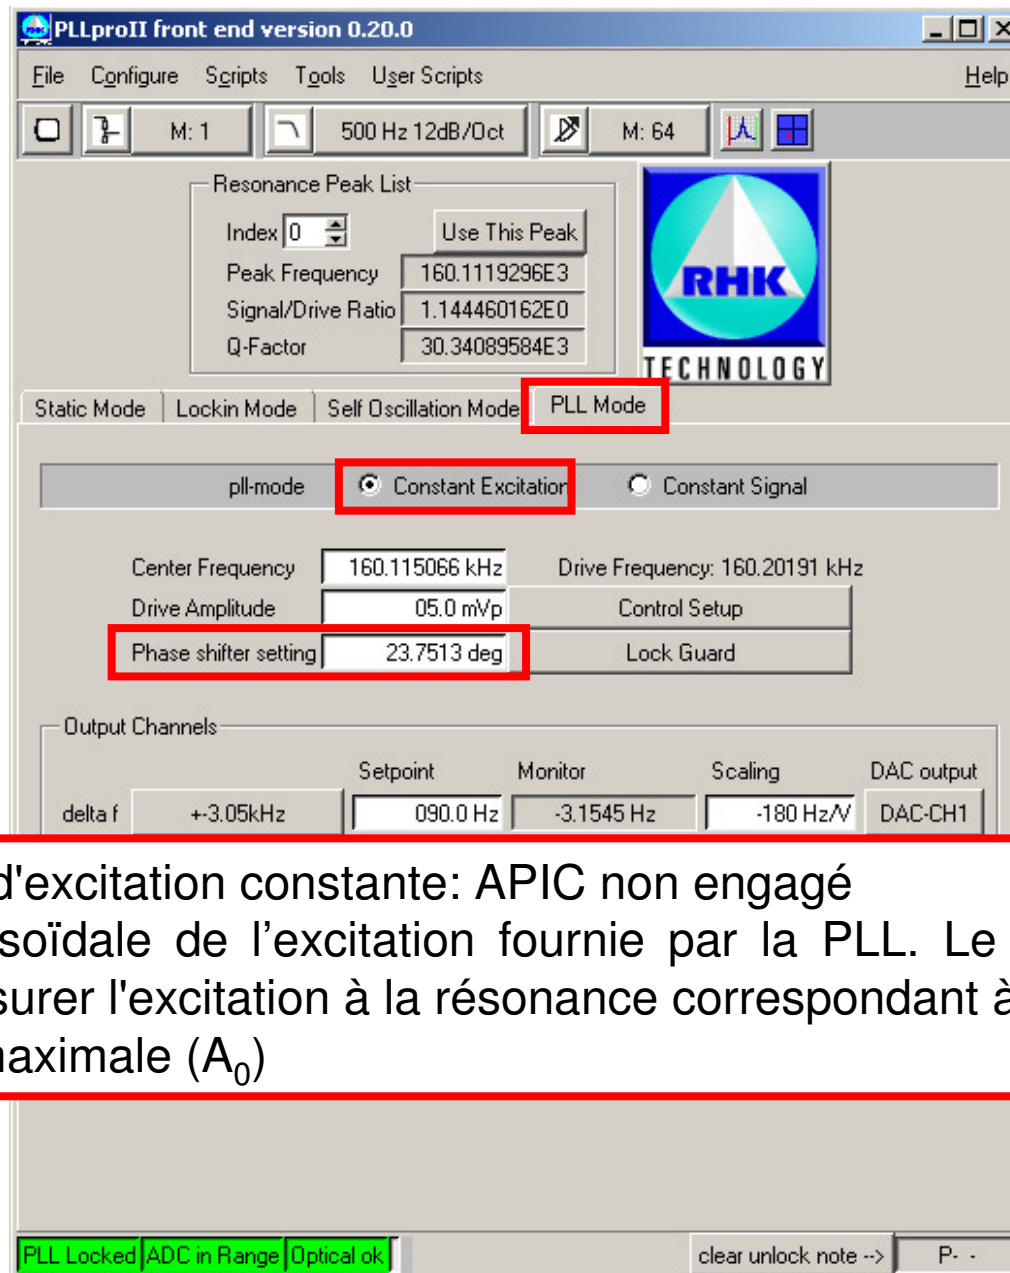 PLLproII front end version 0.20.0
File Configure Scripts Tools User Scripts Help
M: 1 500 Hz 12dB/Oct M: 64
Resonance Peak List
Index 0 Use This Peak
Peak Frequency 160.1119296E3
Signal/Drive Ratio 1.144460162E0
Q-Factor 30.34089584E3
RHK
TECHNOLOGY
Static Mode Lockin Mode Self Oscillation Mode PLL Mode
pll-mode Constant Excitation Constant Signal
Center Frequency 160.115066 kHz Drive Frequency: 160.20191 kHz
Drive Amplitude 05.0 mVp Control Setup
Phase shifter setting 23.7513 deg Lock Guard
Output Channels
Setpoint Monitor Scaling DAC output
delta f +-3.05kHz 090.0 Hz -3.1545 Hz -180 Hz/V DAC-CH1
d'excitation constante: APIC non engagé
soïdale de l’excitation fournie par la PLL. Le
surer l'excitation à la résonance correspondant à
naximale (A₀)
PLL Locked ADC in Range Optical ok clear unlock note --> P- -